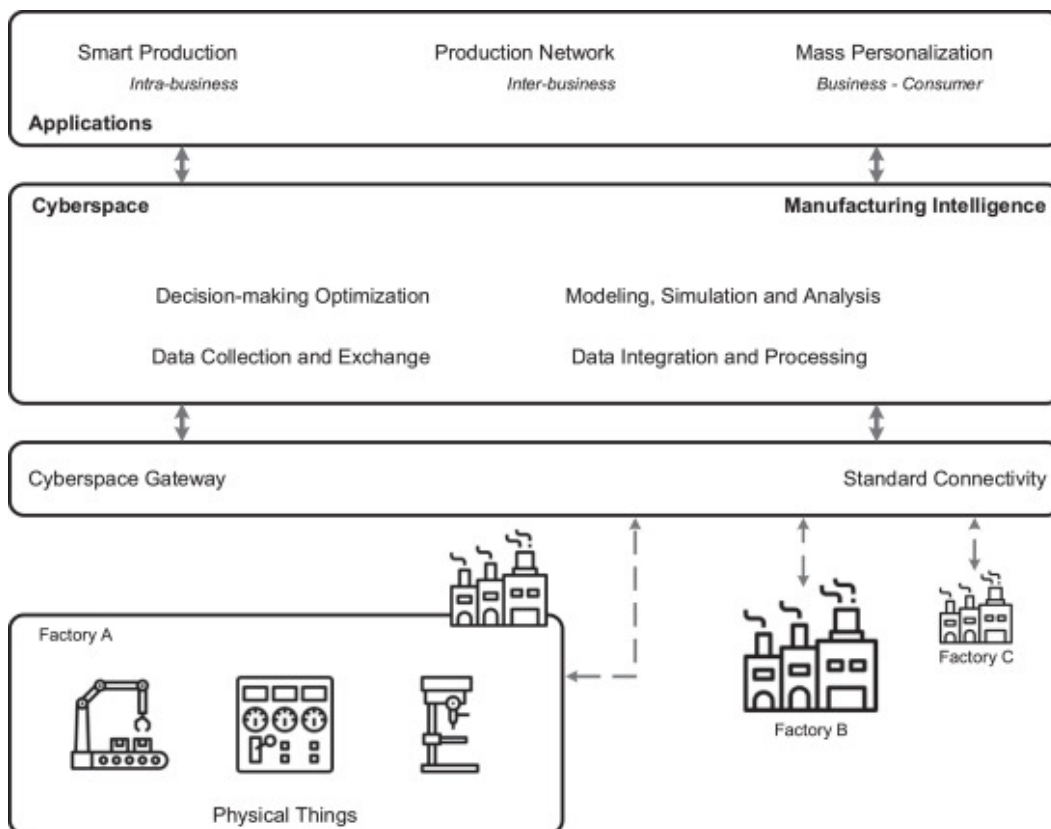 Smart Production
Production Network
Mass Personalization
Intra-business
Inter-business
Business - Consumer
Applications
Cyberspace
Manufacturing Intelligence
Decision-making Optimization
Modeling, Simulation and Analysis
Data Collection and Exchange
Data Integration and Processing
Cyberspace Gateway
Standard Connectivity
Factory A
Physical Things
Factory B
Factory C